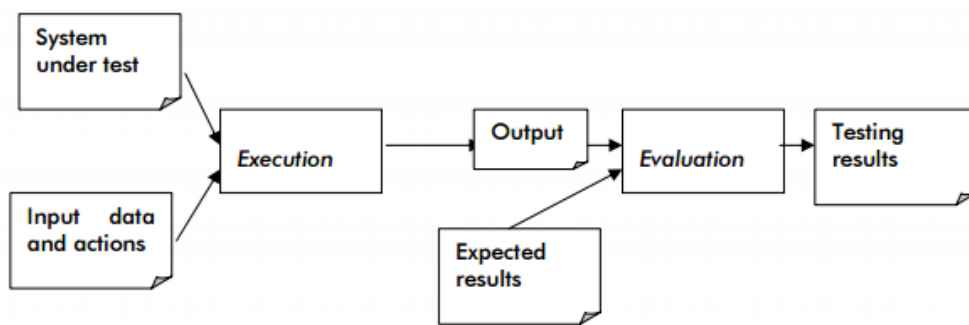 System
under test
Execution
Input data
and actions
Output
Evaluation
Expected
results
Testing
results